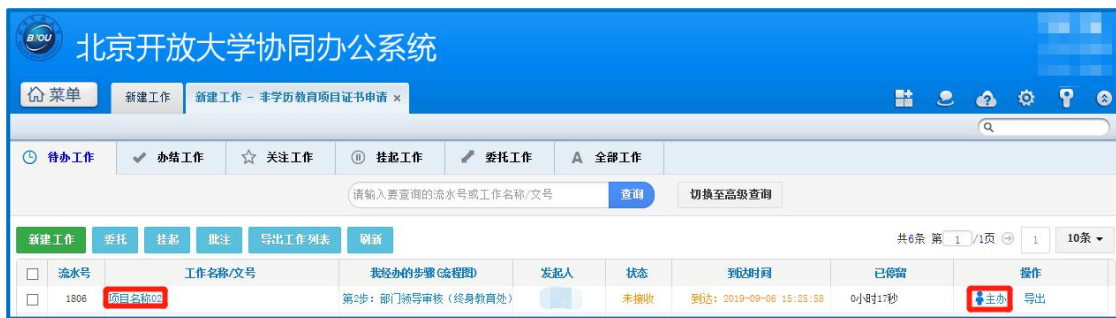 BJOU 北京开放大学协同办公系统
菜单 新建工作 新建工作 - 非学历教育项目证书申请 ×
待办工作 办结工作 关注工作 挂起工作 委托工作 A 全部工作
请输入要查询的流水号或工作名称/文号 查询 切换至高级查询
新建工作 委托 挂起 批注 导出工作列表 刷新 共6条 第 1 /1页 1 10条
流水号 工作名称/文号 我经办的步骤(流程图) 发起人 状态 到达时间 已停留 操作
1806 项目名称02 第2步：部门领导审核（终身教育处） 未接收 到达：2019-09-06 15:25:58 0小时17秒 主办 导出